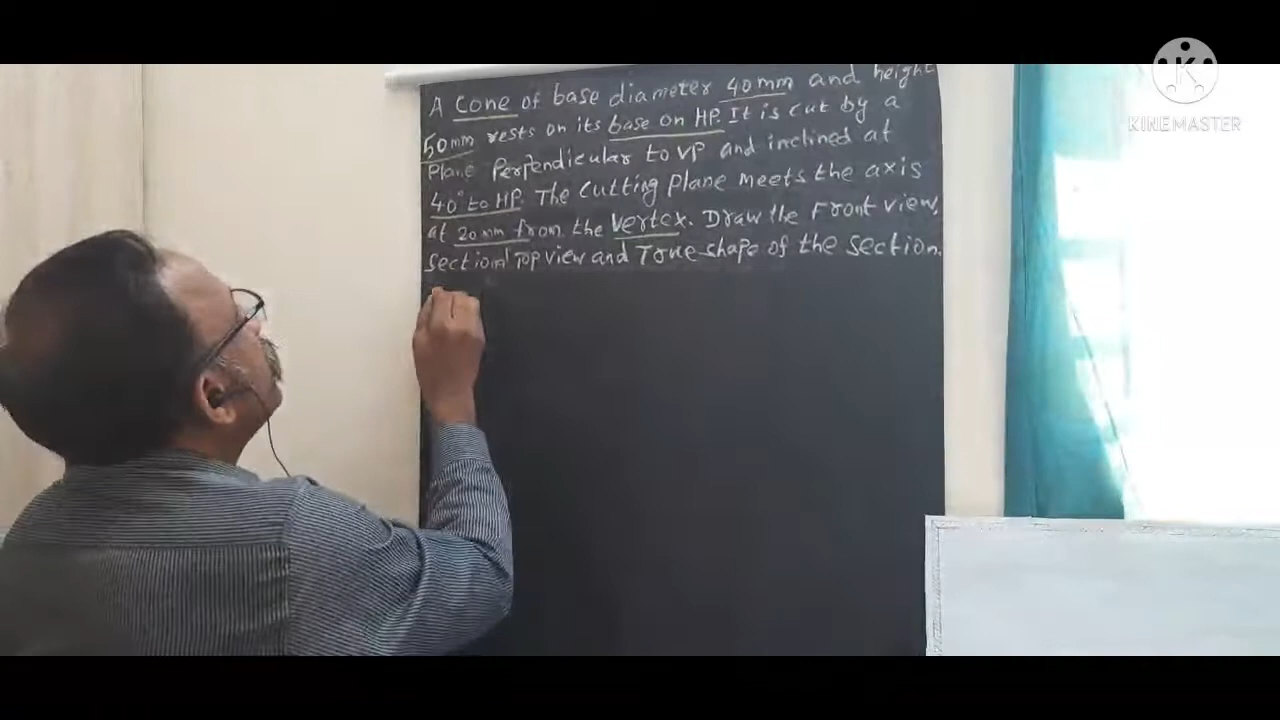 A Cone of base diameter 40mm and height
50mm rests on its base on HP. It is cut by a
Plane Perpendicular to VP and inclined at
40° to HP. The Cutting Plane meets the axis
at 20mm from the vertex. Draw the Front view,
sectional Top view and True shape of the section.
K
KINEMASTER